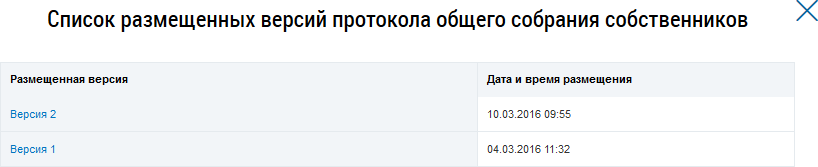 Список размещенных версий протокола общего собрания собственников
Размещенная версия Дата и время размещения
Версия 2 10.03.2016 09:55
Версия 1 04.03.2016 11:32